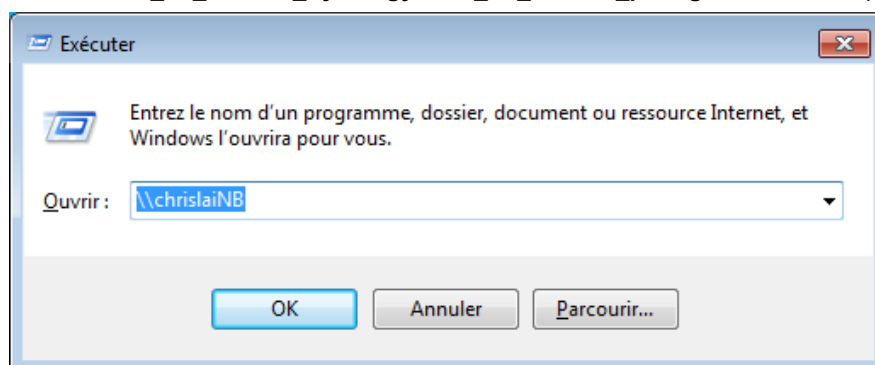 Exécuter
Entrez le nom d'un programme, dossier, document ou ressource Internet, et
Windows l'ouvrira pour vous.
Ouvrir : \\chrislaiNB
OK Annuler Parcourir...